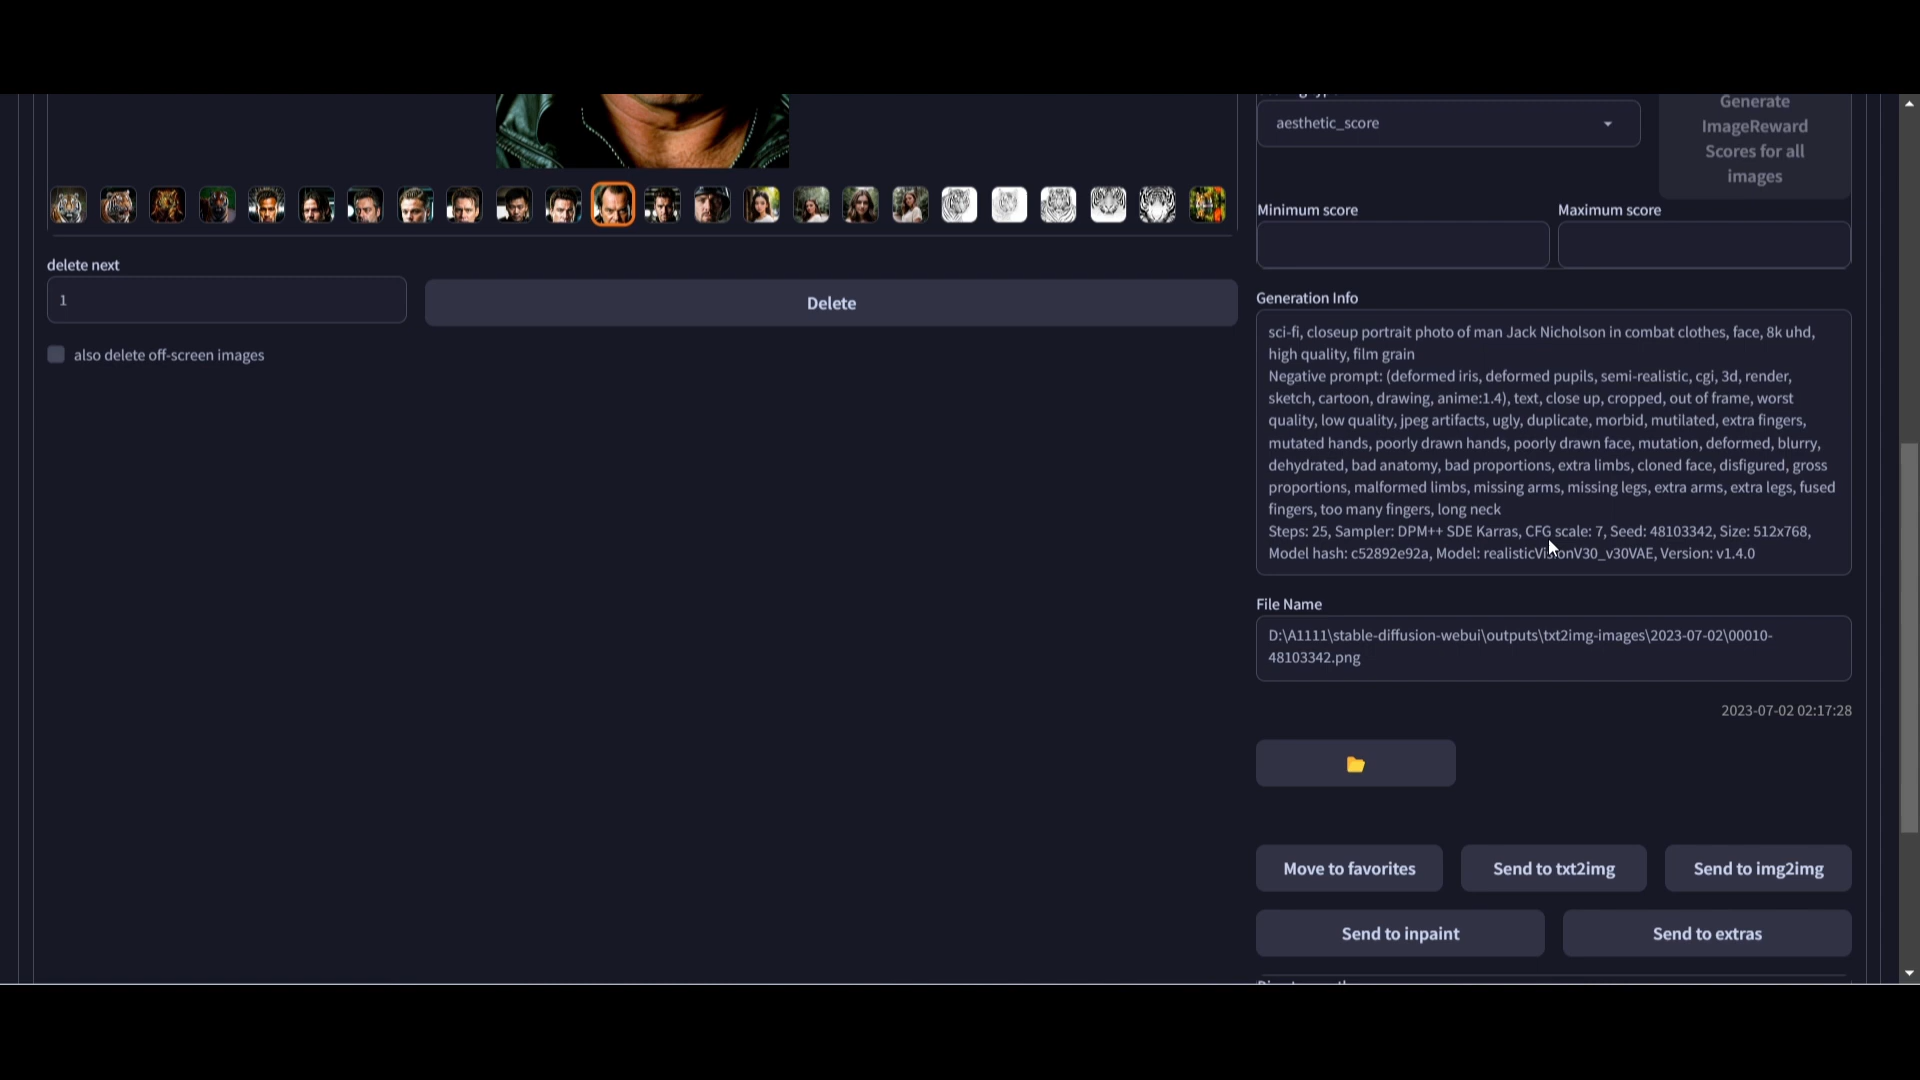 aesthetic_score
Generate
ImageReward
Scores for all
images
Minimum score
Maximum score
delete next
1
Delete
also delete off-screen images
Generation Info
sci-fi, closeup portrait photo of man Jack Nicholson in combat clothes, face, 8k uhd,
high quality, film grain
Negative prompt: (deformed iris, deformed pupils, semi-realistic, cgi, 3d, render,
sketch, cartoon, drawing, anime:1.4), text, close up, cropped, out of frame, worst
quality, low quality, jpeg artifacts, ugly, duplicate, morbid, mutilated, extra fingers,
mutated hands, poorly drawn hands, poorly drawn face, mutation, deformed, blurry,
dehydrated, bad anatomy, bad proportions, extra limbs, cloned face, disfigured, gross
proportions, malformed limbs, missing arms, missing legs, extra arms, extra legs, fused
fingers, too many fingers, long neck
Steps: 25, Sampler: DPM++ SDE Karras, CFG scale: 7, Seed: 48103342, Size: 512x768,
Model hash: c52892e92a, Model: realisticVisionV30_v30VAE, Version: v1.4.0
File Name
D:\A1111\stable-diffusion-webui\outputs\txt2img-images\2023-07-02\00010-
48103342.png
2023-07-02 02:17:28
Move to favorites
Send to txt2img
Send to img2img
Send to inpaint
Send to extras